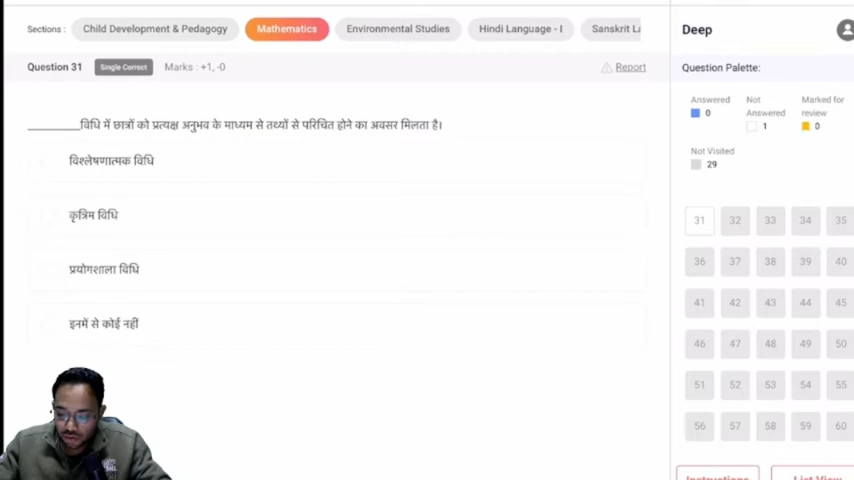 Sections : Child Development & Pedagogy Mathematics Environmental Studies Hindi Language - I Sanskrit La
Deep
Question 31 Single Correct Marks : +1, -0 Report
Question Palette:
Answered 0
Not Answered 1
Marked for review 0
Not Visited 29
________विधि में छात्रों को प्रत्यक्ष अनुभव के माध्यम से तथ्यों से परिचित होने का अवसर मिलता है।
विश्लेषणात्मक विधि
कृत्रिम विधि
प्रयोगशाला विधि
इनमें से कोई नहीं
31 32 33 34 35
36 37 38 39 40
41 42 43 44 45
46 47 48 49 50
51 52 53 54 55
56 57 58 59 60
Instructions List View